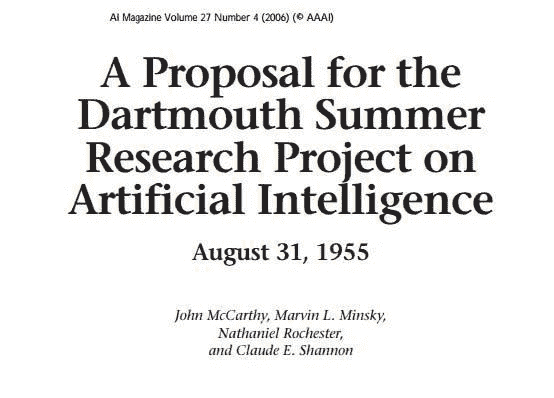 AI Magazine Volume 27 Number 4 (2006) (© AAAI)
A Proposal for the
Dartmouth Summer
Research Project on
Artificial Intelligence
August 31, 1955
John McCarthy, Marvin L. Minsky,
Nathaniel Rochester,
and Claude E. Shannon